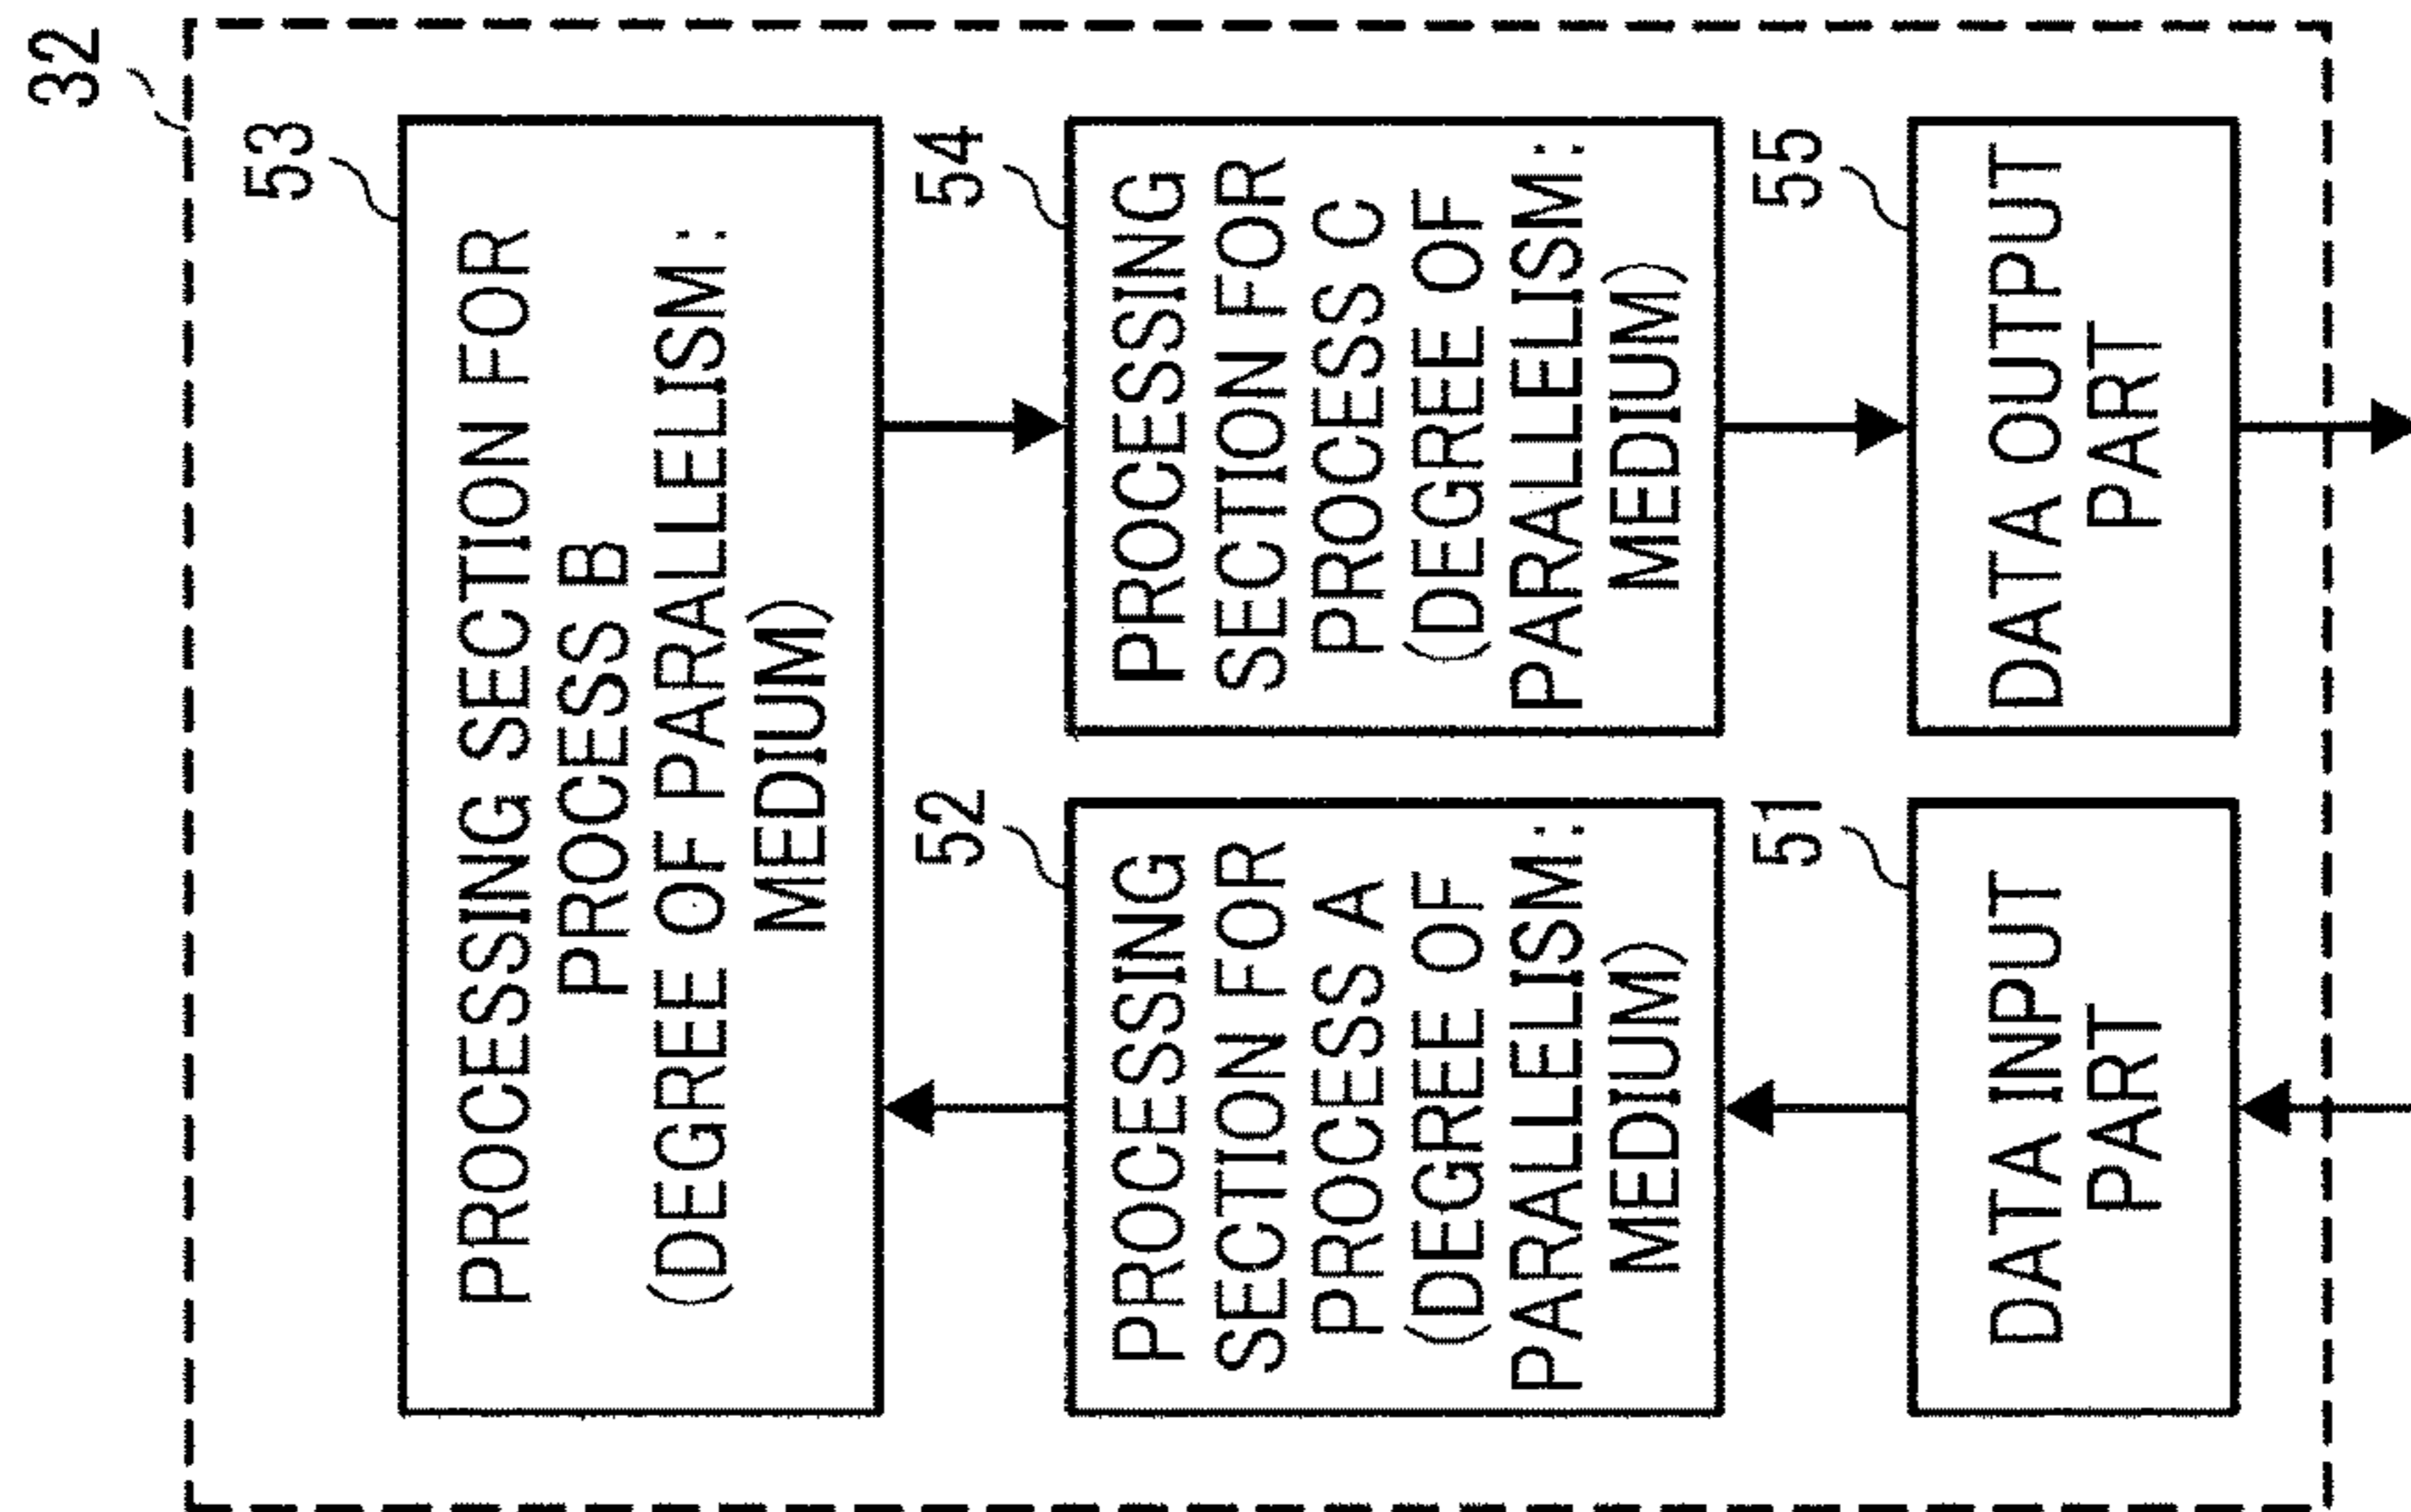 32
53
PROCESSING SECTION FOR
PROCESS B
(DEGREE OF PARALLELISM:
MEDIUM)
52
PROCESSING
SECTION FOR
PROCESS A
(DEGREE OF
PARALLELISM:
MEDIUM)
54
PROCESSING
SECTION FOR
PROCESS C
(DEGREE OF
PARALLELISM:
MEDIUM)
51
DATA INPUT
PART
55
DATA OUTPUT
PART